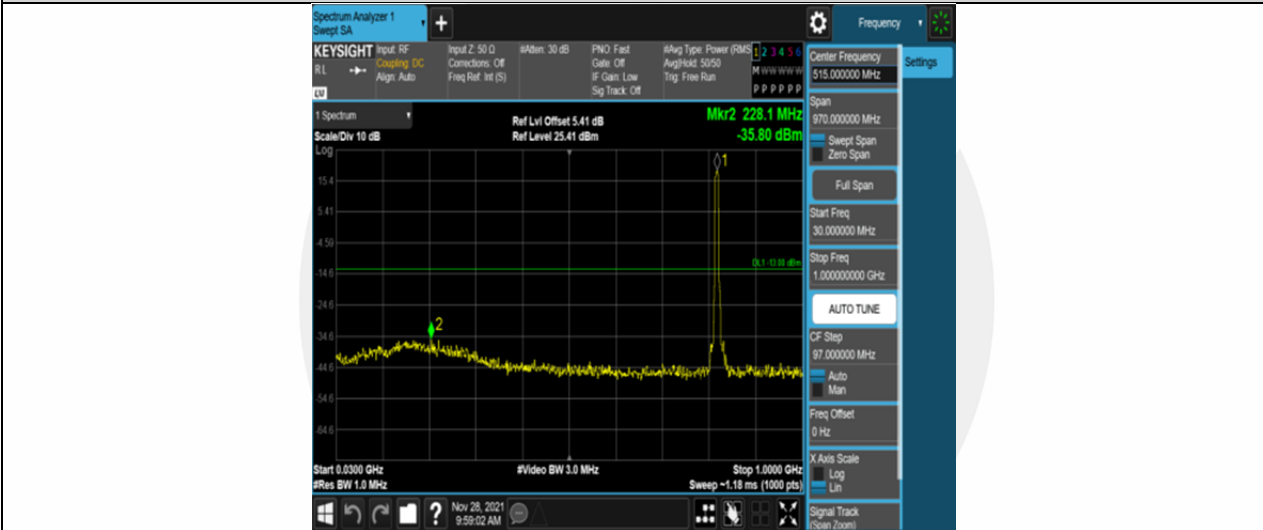 Spectrum Analyzer 1
Swept SA
+
Frequency
KEYSIGHT
RL
LV
Input: RF
Coupling: DC
Align: Auto
Input Z: 50 Ω
Corrections: Off
Freq Ref: Int (S)
#Atten: 30 dB
PNO: Fast
Gate: Off
IF Gain: Low
Sig Track: Off
#Avg Type: Power (RMS
Avg|Hold: 50/50
Trig: Free Run
1 2 3 4 5 6
M W W W W W
P P P P P P
1 Spectrum
Scale/Div 10 dB
Log
Ref Lvl Offset 5.41 dB
Ref Level 25.41 dBm
Mkr2 228.1 MHz
-35.80 dBm
1
15.4
5.41
-4.59
DL1 -13.00 dBm
-14.6
-24.6
2
-34.6
-44.6
-54.6
-64.6
Start 0.0300 GHz
#Res BW 1.0 MHz
#Video BW 3.0 MHz
Stop 1.0000 GHz
Sweep ~1.18 ms (1000 pts)
?
Nov 28, 2021
9:59:02 AM
Center Frequency
515.000000 MHz
Settings
Span
970.000000 MHz
Swept Span
Zero Span
Full Span
Start Freq
30.000000 MHz
Stop Freq
1.000000000 GHz
AUTO TUNE
CF Step
97.000000 MHz
Auto
Man
Freq Offset
0 Hz
X Axis Scale
Log
Lin
Signal Track
(Span Zoom)